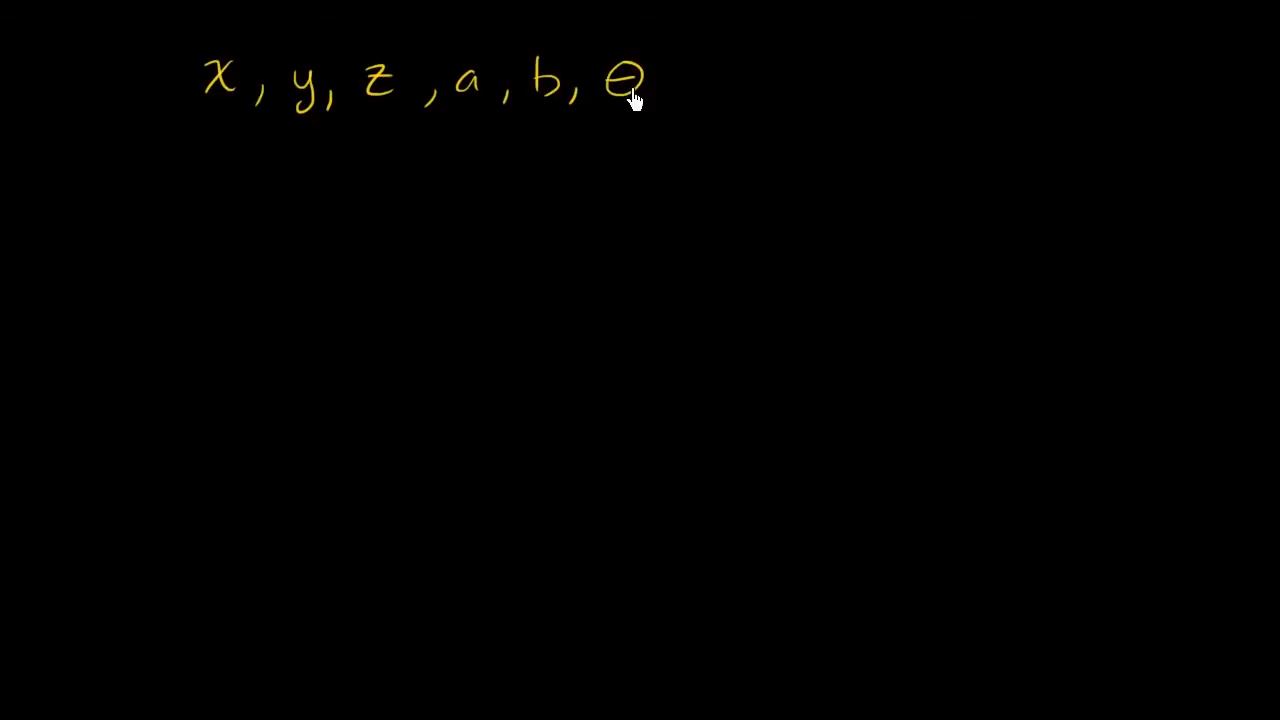 x, y, z, a, b, θ